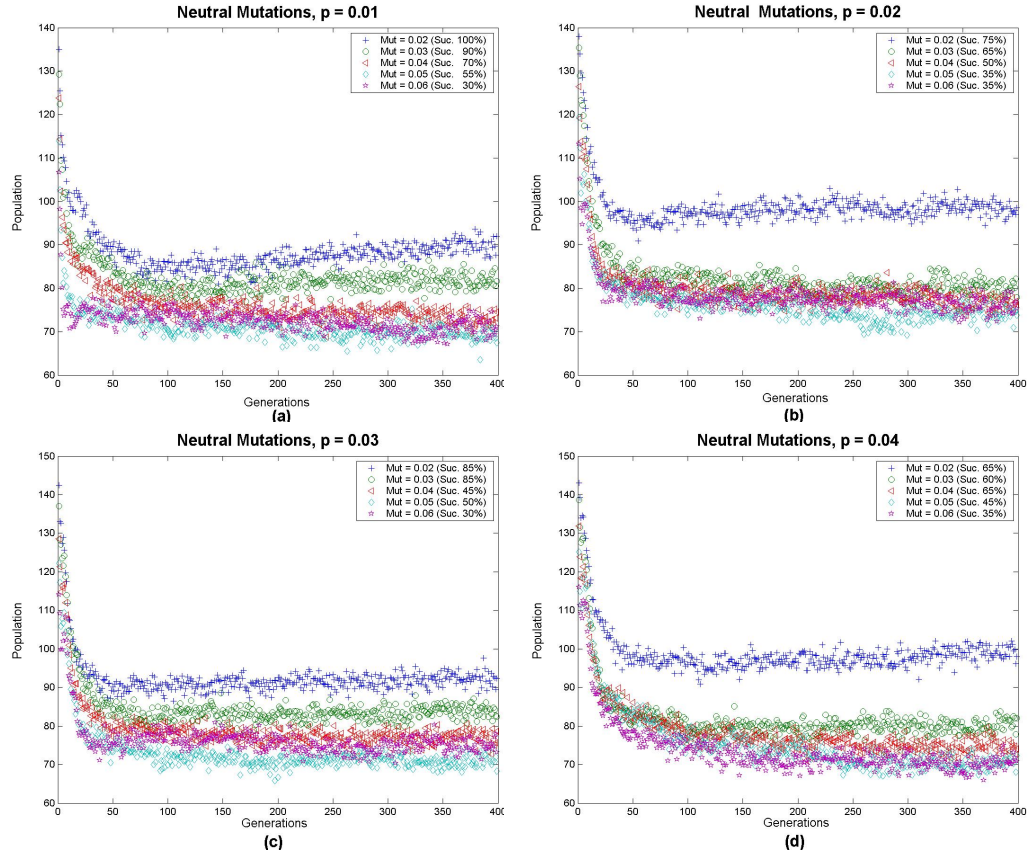 Neutral Mutations, p = 0.01
140
130
120
110
100
90
80
70
60
Population
0 50 100 150 200 250 300 350 400
Generations
Mut = 0.02 (Suc. 100%)
Mut = 0.03 (Suc. 90%)
Mut = 0.04 (Suc. 70%)
Mut = 0.05 (Suc. 55%)
Mut = 0.06 (Suc. 30%)
(a)
Neutral Mutations, p = 0.02
140
130
120
110
100
90
80
70
60
Population
0 50 100 150 200 250 300 350 400
Generations
Mut = 0.02 (Suc. 75%)
Mut = 0.03 (Suc. 65%)
Mut = 0.04 (Suc. 50%)
Mut = 0.05 (Suc. 35%)
Mut = 0.06 (Suc. 35%)
(b)
Neutral Mutations, p = 0.03
150
140
130
120
110
100
90
80
70
60
Population
0 50 100 150 200 250 300 350 400
Generations
Mut = 0.02 (Suc. 85%)
Mut = 0.03 (Suc. 85%)
Mut = 0.04 (Suc. 45%)
Mut = 0.05 (Suc. 50%)
Mut = 0.06 (Suc. 30%)
(c)
Neutral Mutations, p = 0.04
150
140
130
120
110
100
90
80
70
60
Population
0 50 100 150 200 250 300 350 400
Generations
Mut = 0.02 (Suc. 65%)
Mut = 0.03 (Suc. 60%)
Mut = 0.04 (Suc. 65%)
Mut = 0.05 (Suc. 45%)
Mut = 0.06 (Suc. 35%)
(d)